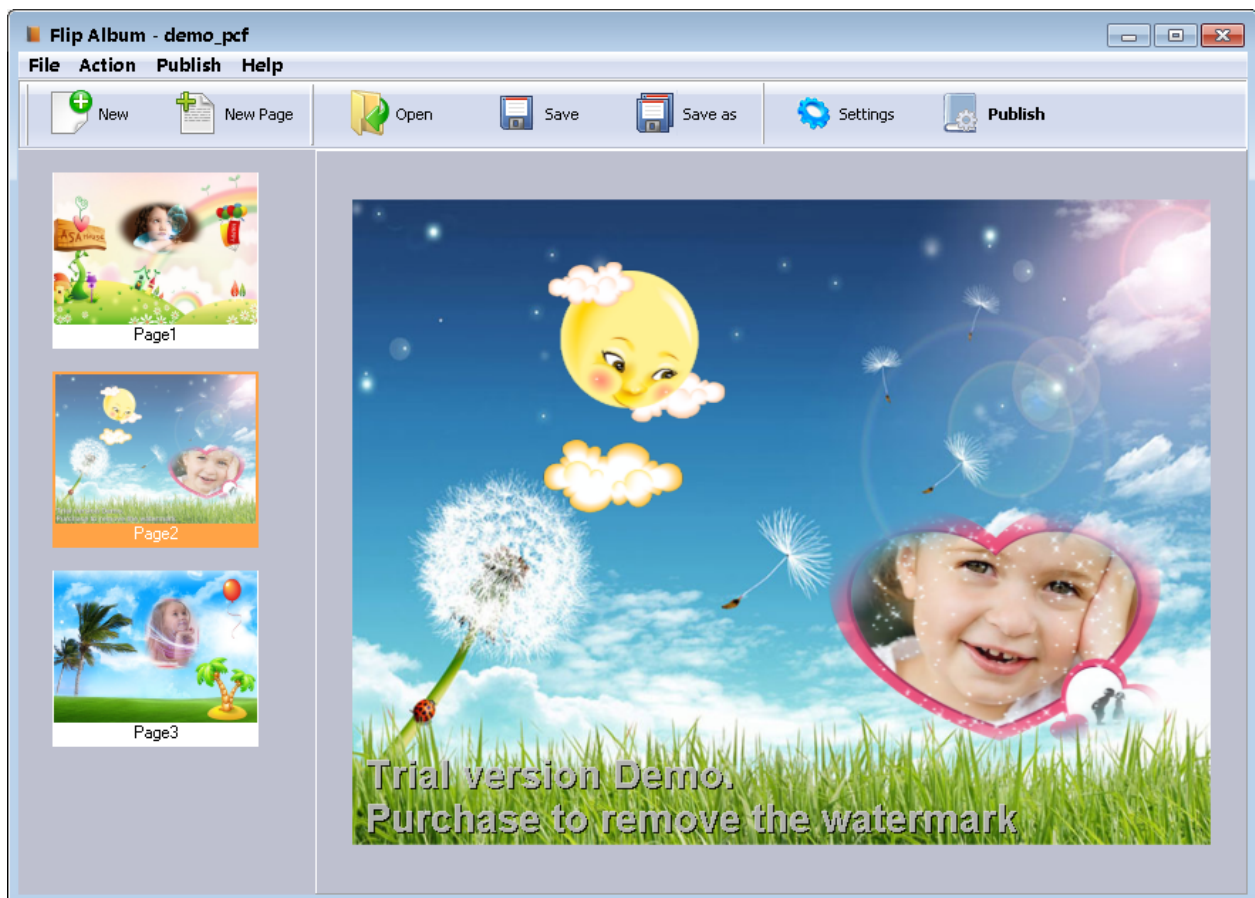 Flip Album - demo_pcf
File Action Publish Help
New New Page Open Save Save as Settings Publish
Page1
Page2
Page3
Trial version Demo.
Purchase to remove the watermark